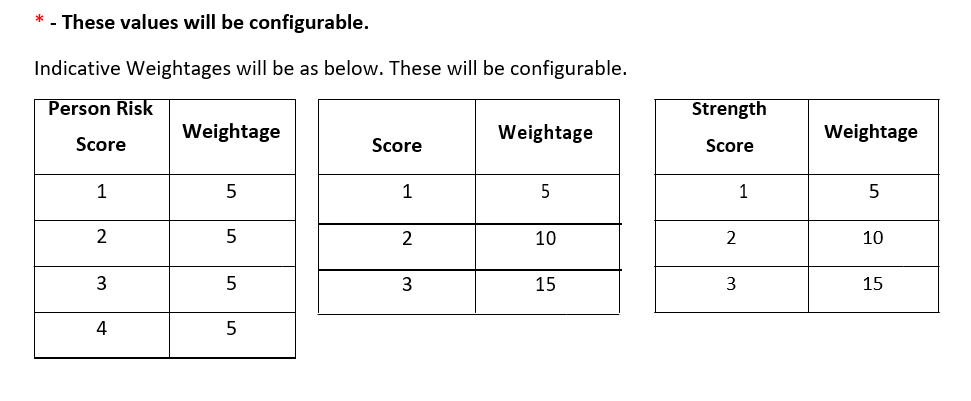 * - These values will be configurable.
Indicative Weightages will be as below. These will be configurable.
Person Risk Score Weightage
1 5
2 5
3 5
4 5
Score Weightage
1 5
2 10
3 15
Strength Score Weightage
1 5
2 10
3 15